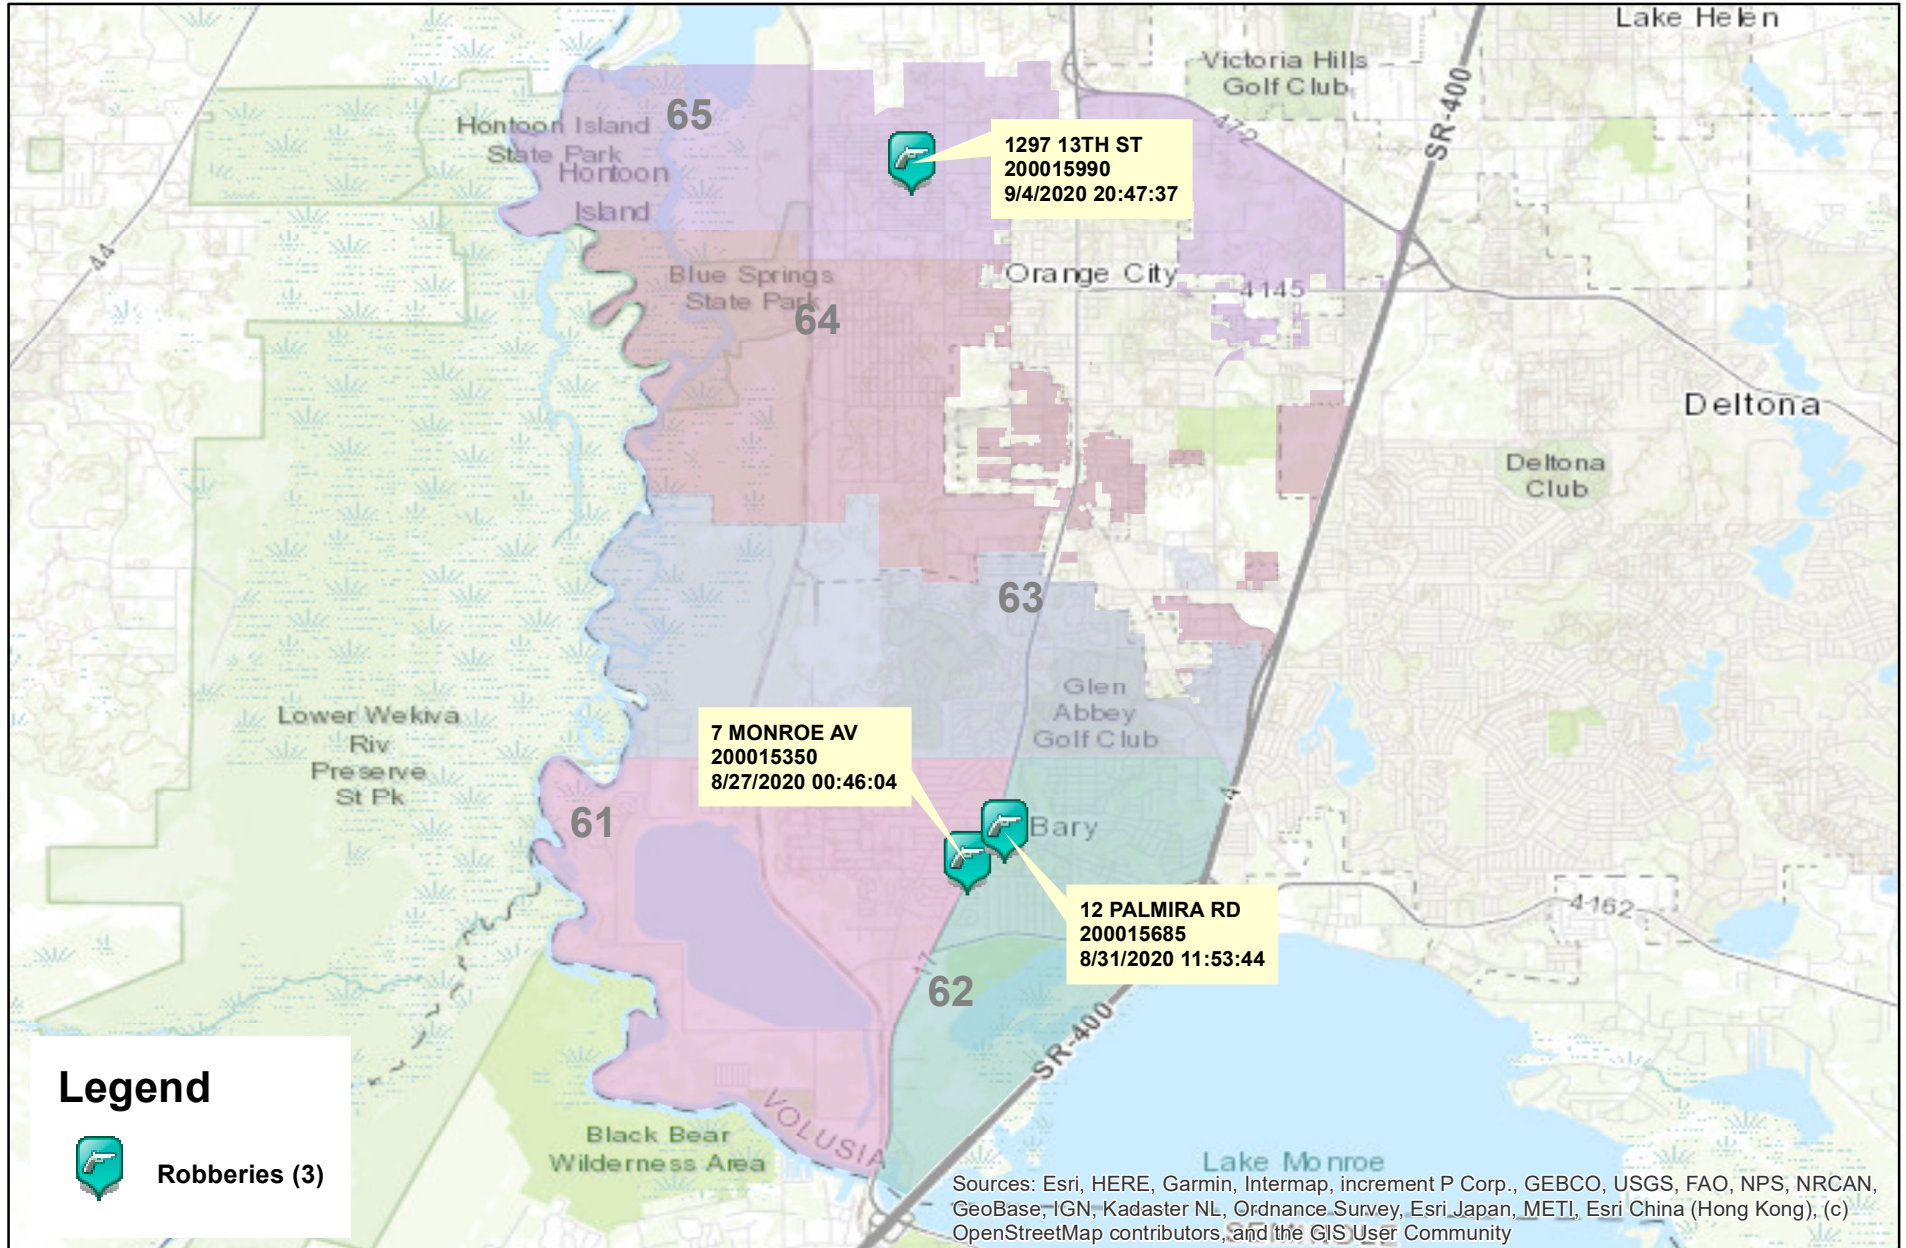 Lake Helen
Victoria Hills
Golf Club
SR-400
472
65
Hontoon Island
State Park
Hontoon
Island
1297 13TH ST
200015990
9/4/2020 20:47:37
44
Blue Springs
State Park
64
Orange City
4145
Deltona
Deltona
Club
63
Glen
Abbey
Golf Club
Lower Wekiva
Riv
Preserve
St Pk
7 MONROE AV
200015350
8/27/2020 00:46:04
4
61
Bary
12 PALMIRA RD
200015685
8/31/2020 11:53:44
4162
17
62
SR-400
Legend
Robberies (3)
VOLUSIA
Black Bear
Wilderness Area
Lake Monroe
Sources: Esri, HERE, Garmin, Intermap, increment P Corp., GEBCO, USGS, FAO, NPS, NRCAN,
GeoBase, IGN, Kadaster NL, Ordnance Survey, Esri Japan, METI, Esri China (Hong Kong), (c)
OpenStreetMap contributors, and the GIS User Community